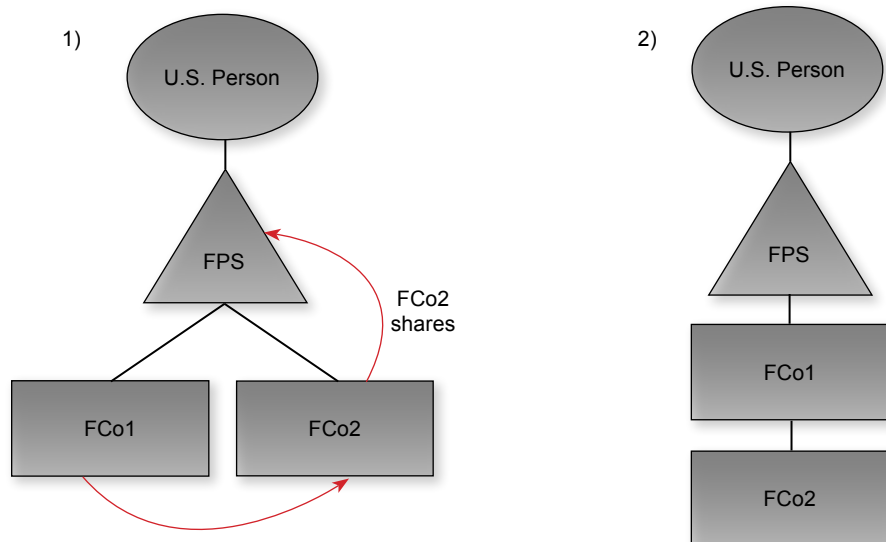 1)
U.S. Person
FPS
FCo2
shares
FCo1
FCo2
2)
U.S. Person
FPS
FCo1
FCo2